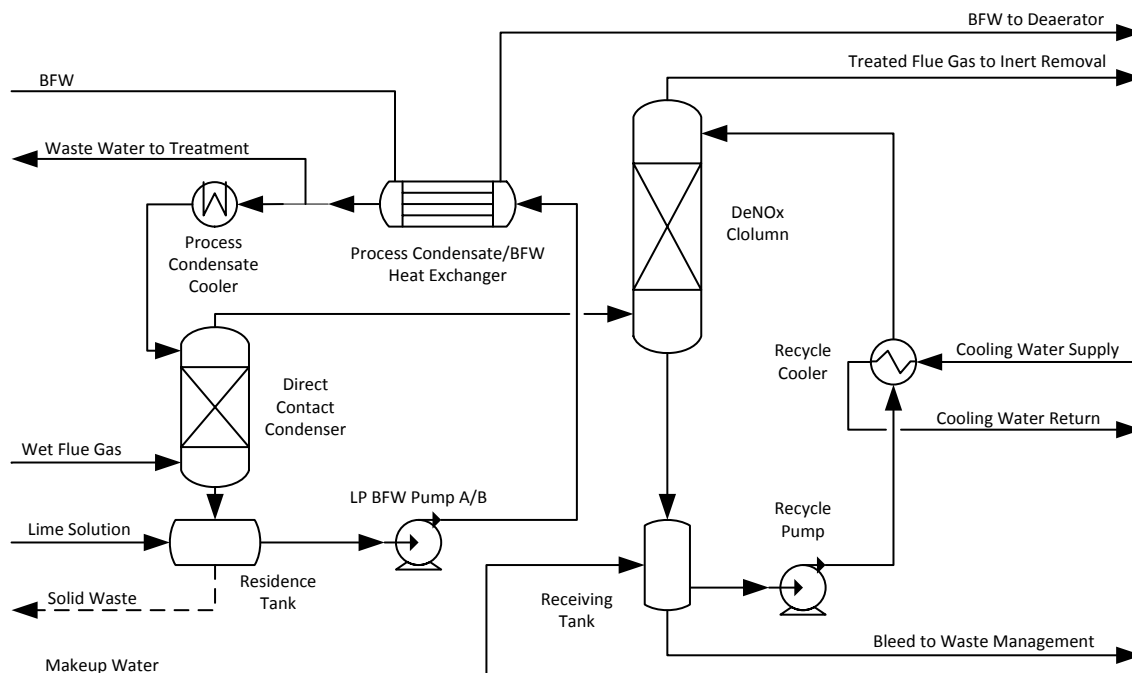 BFW to Deaerator
Treated Flue Gas to Inert Removal
BFW
Waste Water to Treatment
Process
Condensate
Cooler
Process Condensate/BFW
Heat Exchanger
DeNOx
Clolumn
Direct
Contact
Condenser
Recycle
Cooler
Cooling Water Supply
Cooling Water Return
Wet Flue Gas
LP BFW Pump A/B
Lime Solution
Recycle
Pump
Residence
Tank
Solid Waste
Receiving
Tank
Bleed to Waste Management
Makeup Water